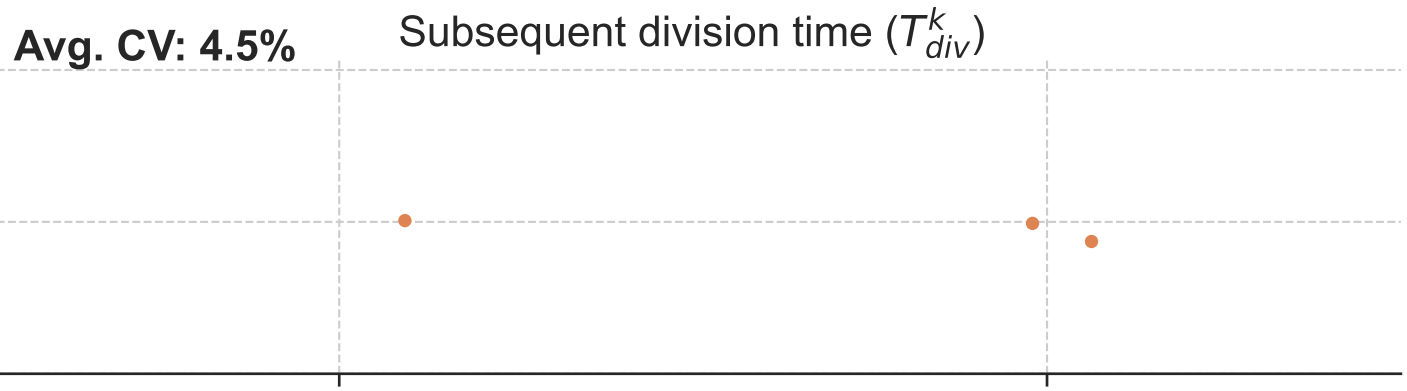 Subsequent division time (T^k_div)
Avg. CV: 4.5%